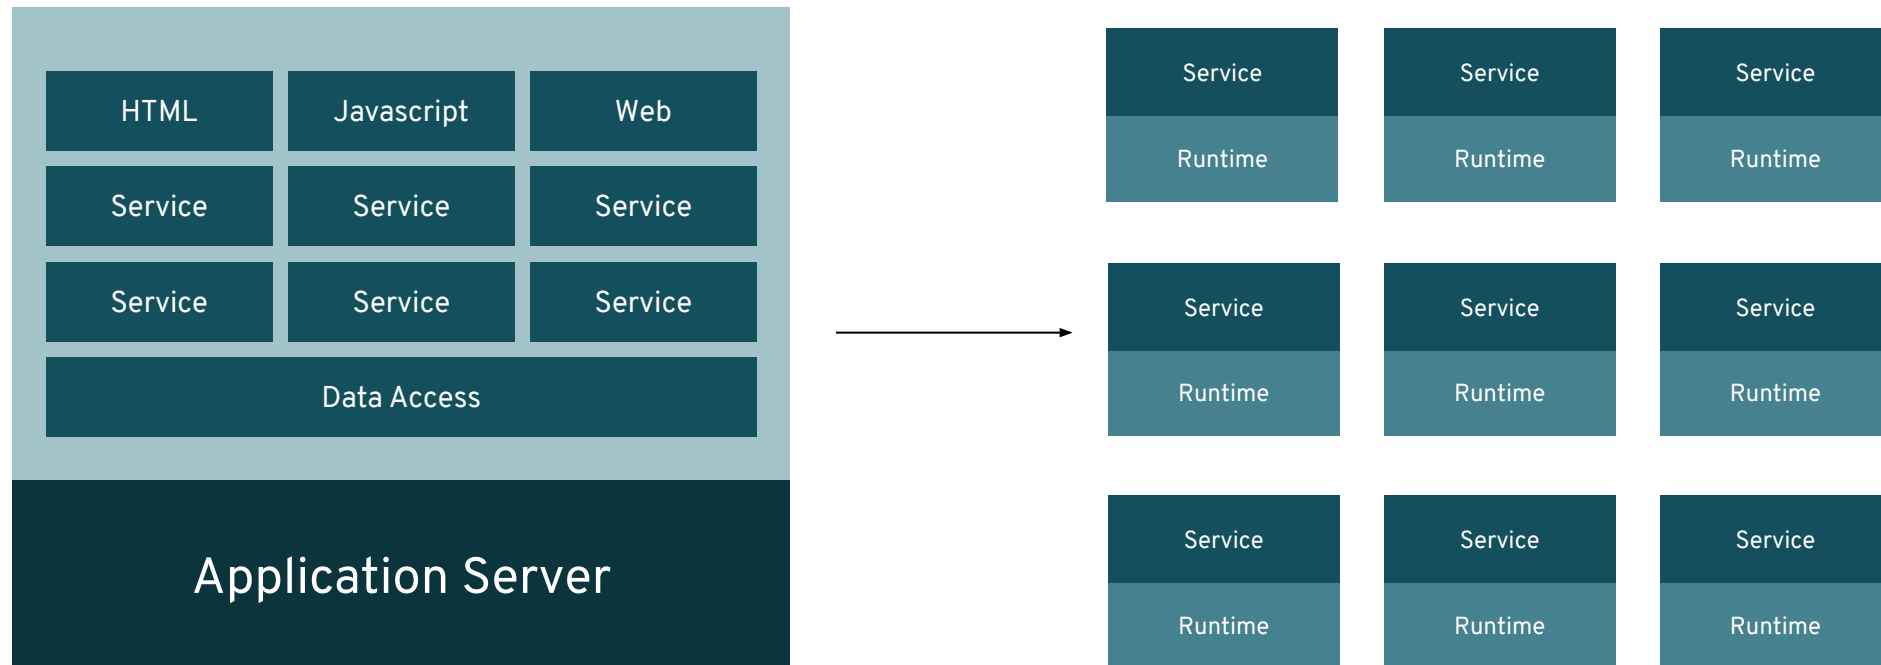 HTML
Javascript
Web
Service
Service
Service
Service
Service
Service
Data Access
Application Server
Service
Runtime
Service
Runtime
Service
Runtime
Service
Runtime
Service
Runtime
Service
Runtime
Service
Runtime
Service
Runtime
Service
Runtime